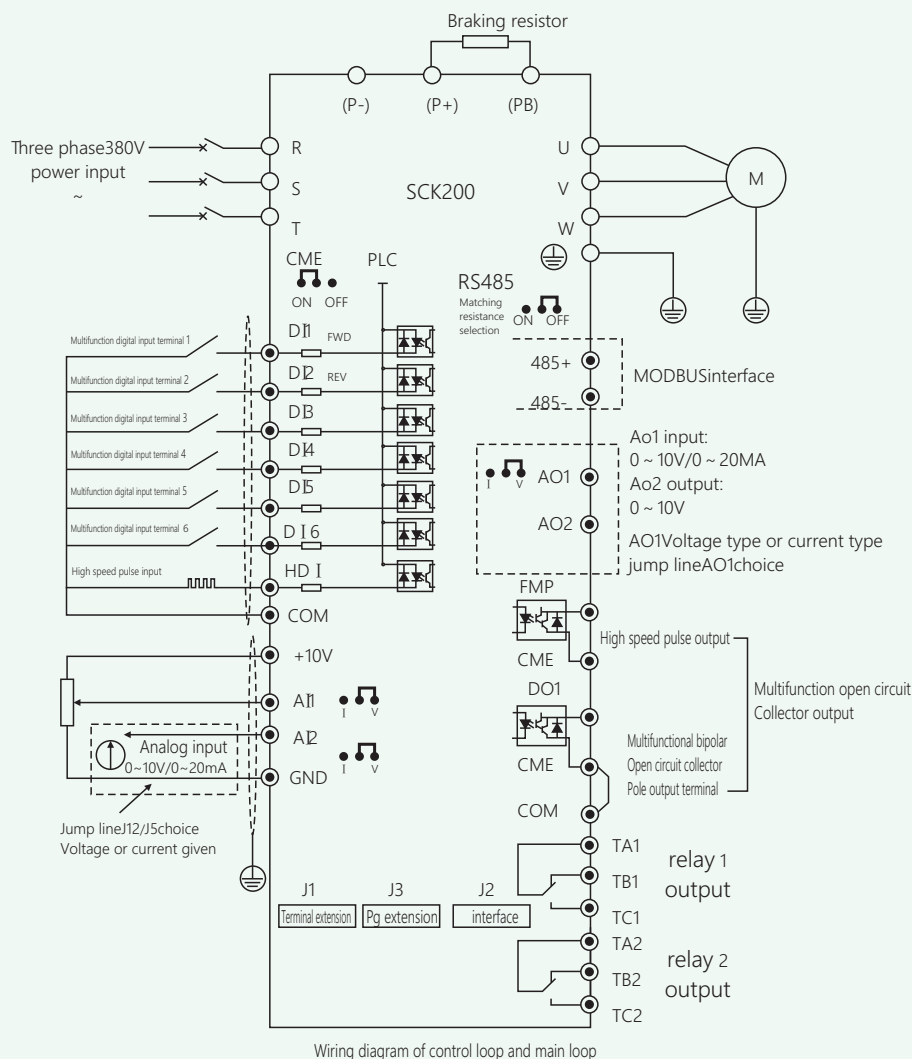 Braking resistor
(P-)
(P+)
(PB)
Three phase380V
power input
~
R
S
T
SCK200
U
V
W
M
CME
ON OFF
PLC
RS485
Matching
resistance
selection
ON OFF
Multifunction digital input terminal 1
DI1 FWD
Multifunction digital input terminal 2
DI2 REV
Multifunction digital input terminal 3
DI3
Multifunction digital input terminal 4
DI4
Multifunction digital input terminal 5
DI5
Multifunction digital input terminal 6
DI6
High speed pulse input
HDI
COM
485+
485-
MODBUSinterface
I V
AO1
AO2
Ao1 input:
0~10V/0~20MA
Ao2 output:
0~10V
AO1Voltage type or current type
jump lineAO1choice
+10V
AI1
I V
AI2
I V
GND
Analog input
0~10V/0~20mA
Jump lineJ12/J5choice
Voltage or current given
FMP
CME
High speed pulse output
DO1
CME
COM
Multifunctional bipolar
Open circuit collector
Pole output terminal
Multifunction open circuit
Collector output
TA1
TB1
TC1
relay 1
output
TA2
TB2
TC2
relay 2
output
J1
Terminal extension
J3
Pg extension
J2
interface
Wiring diagram of control loop and main loop